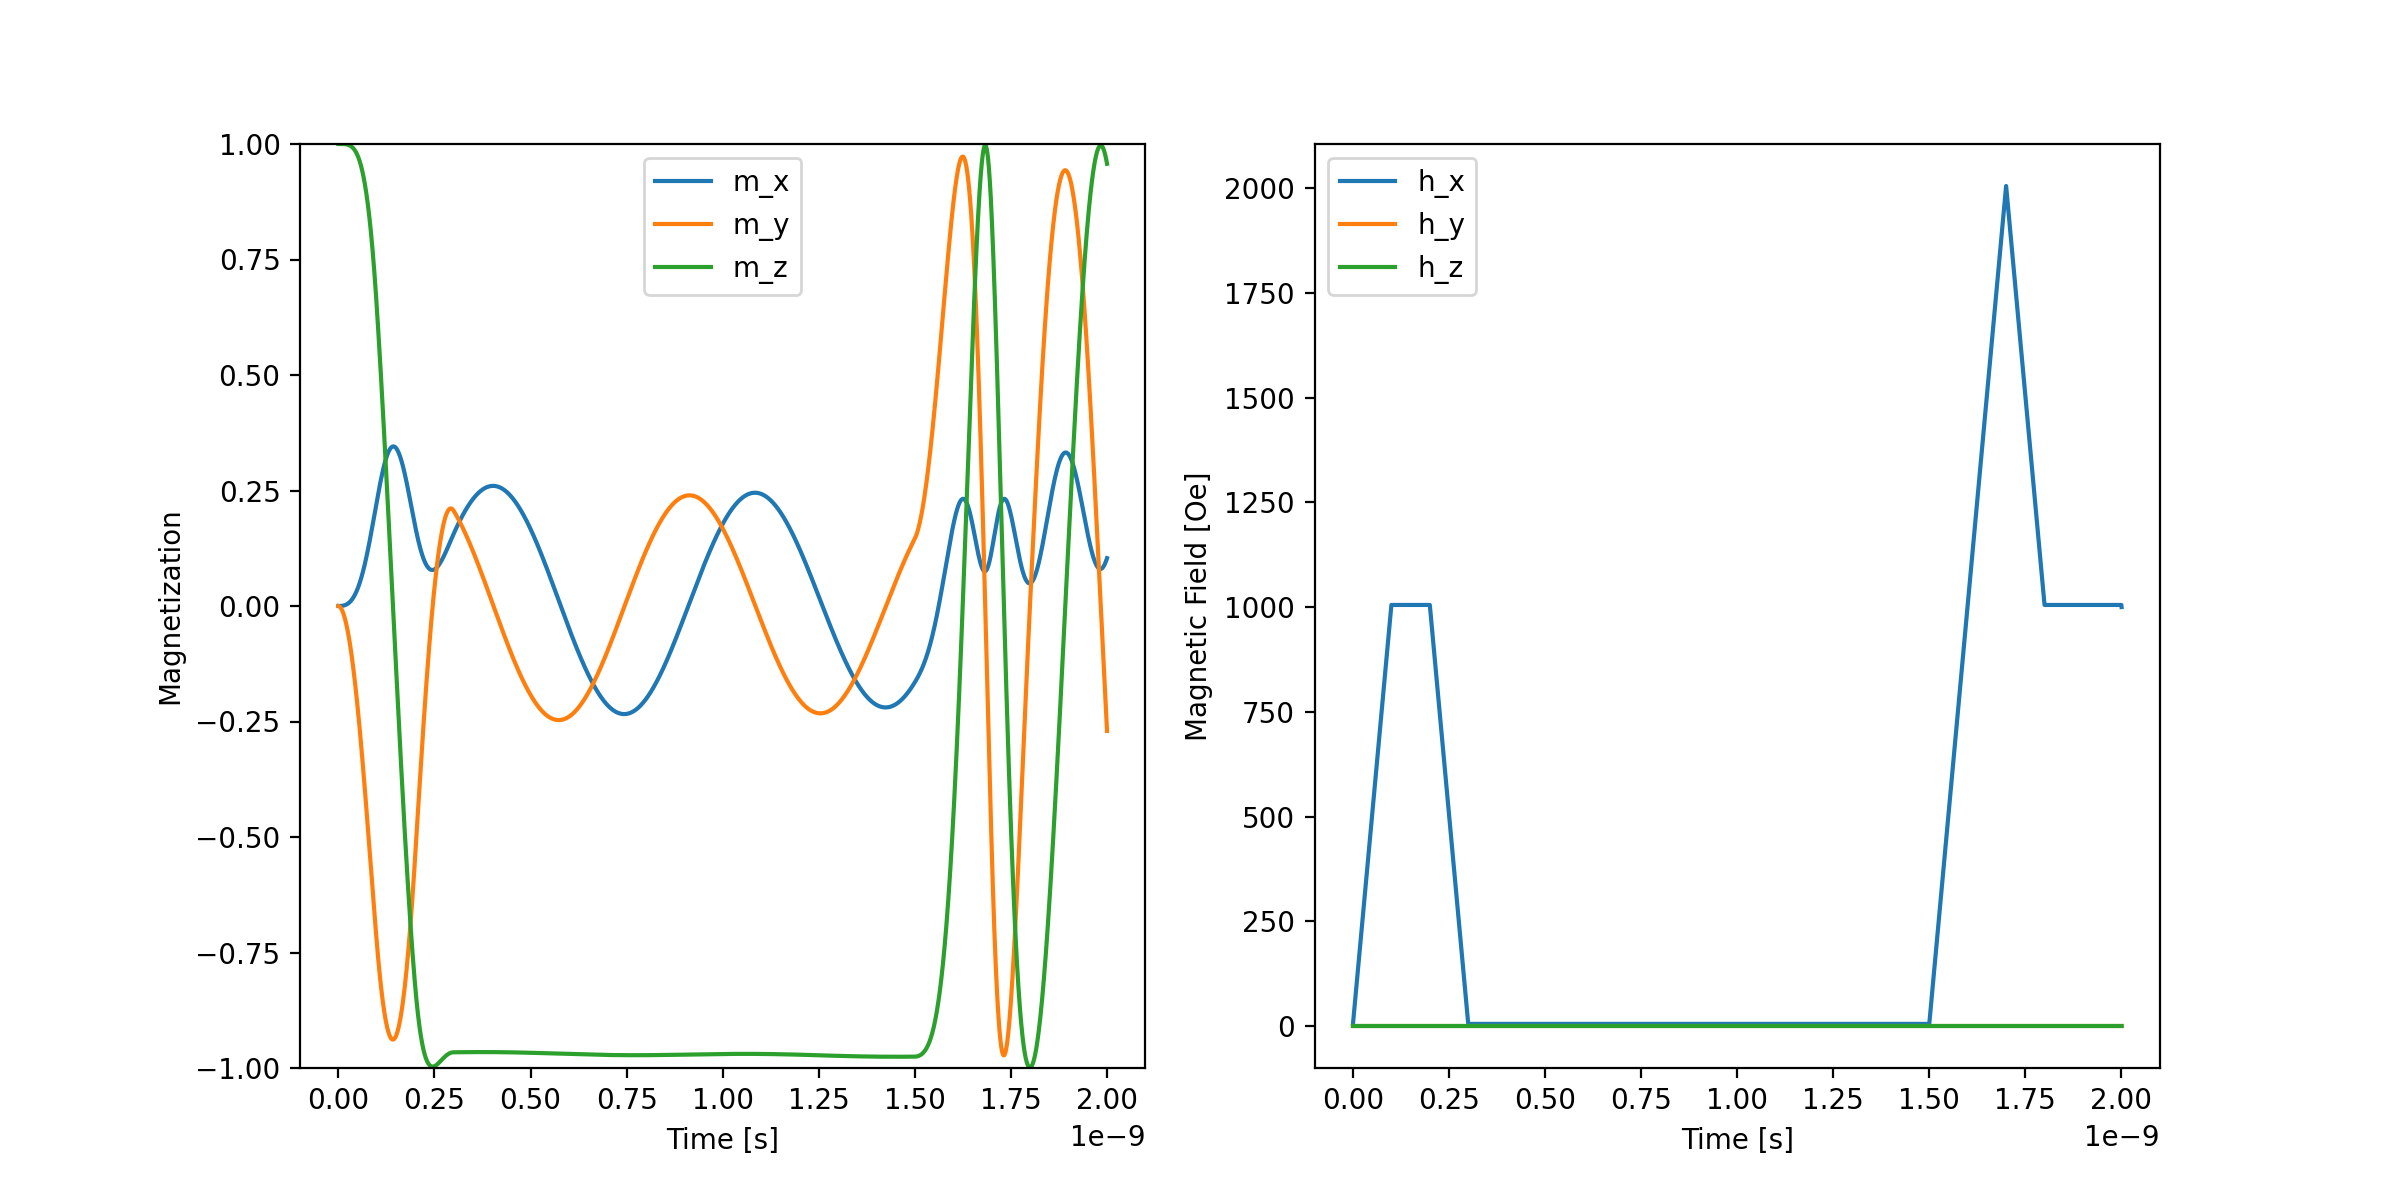 Magnetization
1.00
0.75
0.50
0.25
0.00
−0.25
−0.50
−0.75
−1.00
m_x
m_y
m_z
0.00 0.25 0.50 0.75 1.00 1.25 1.50 1.75 2.00
Time [s]
1e−9
Magnetic Field [Oe]
2000
1750
1500
1250
1000
750
500
250
0
h_x
h_y
h_z
0.00 0.25 0.50 0.75 1.00 1.25 1.50 1.75 2.00
Time [s]
1e−9